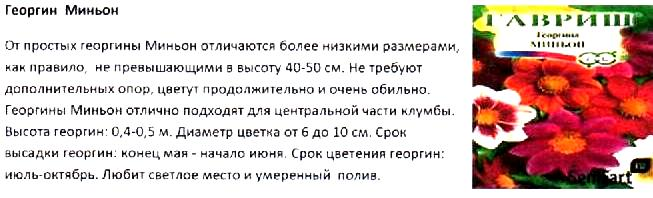 Георгин Миньон
От простых георгины Миньон отличаются более низкими размерами,
как правило, не превышающими в высоту 40-50 см. Не требуют
дополнительных опор, цветут продолжительно и очень обильно.
Георгины Миньон отлично подходят для центральной части клумбы.
Высота георгин: 0,4-0,5 м. Диаметр цветка от 6 до 10 см. Срок
высадки георгин: конец мая - начало июня. Срок цветения георгин:
июль-октябрь. Любит светлое место и умеренный полив.
ГАВРИШ
Георгина
МИНЬОН